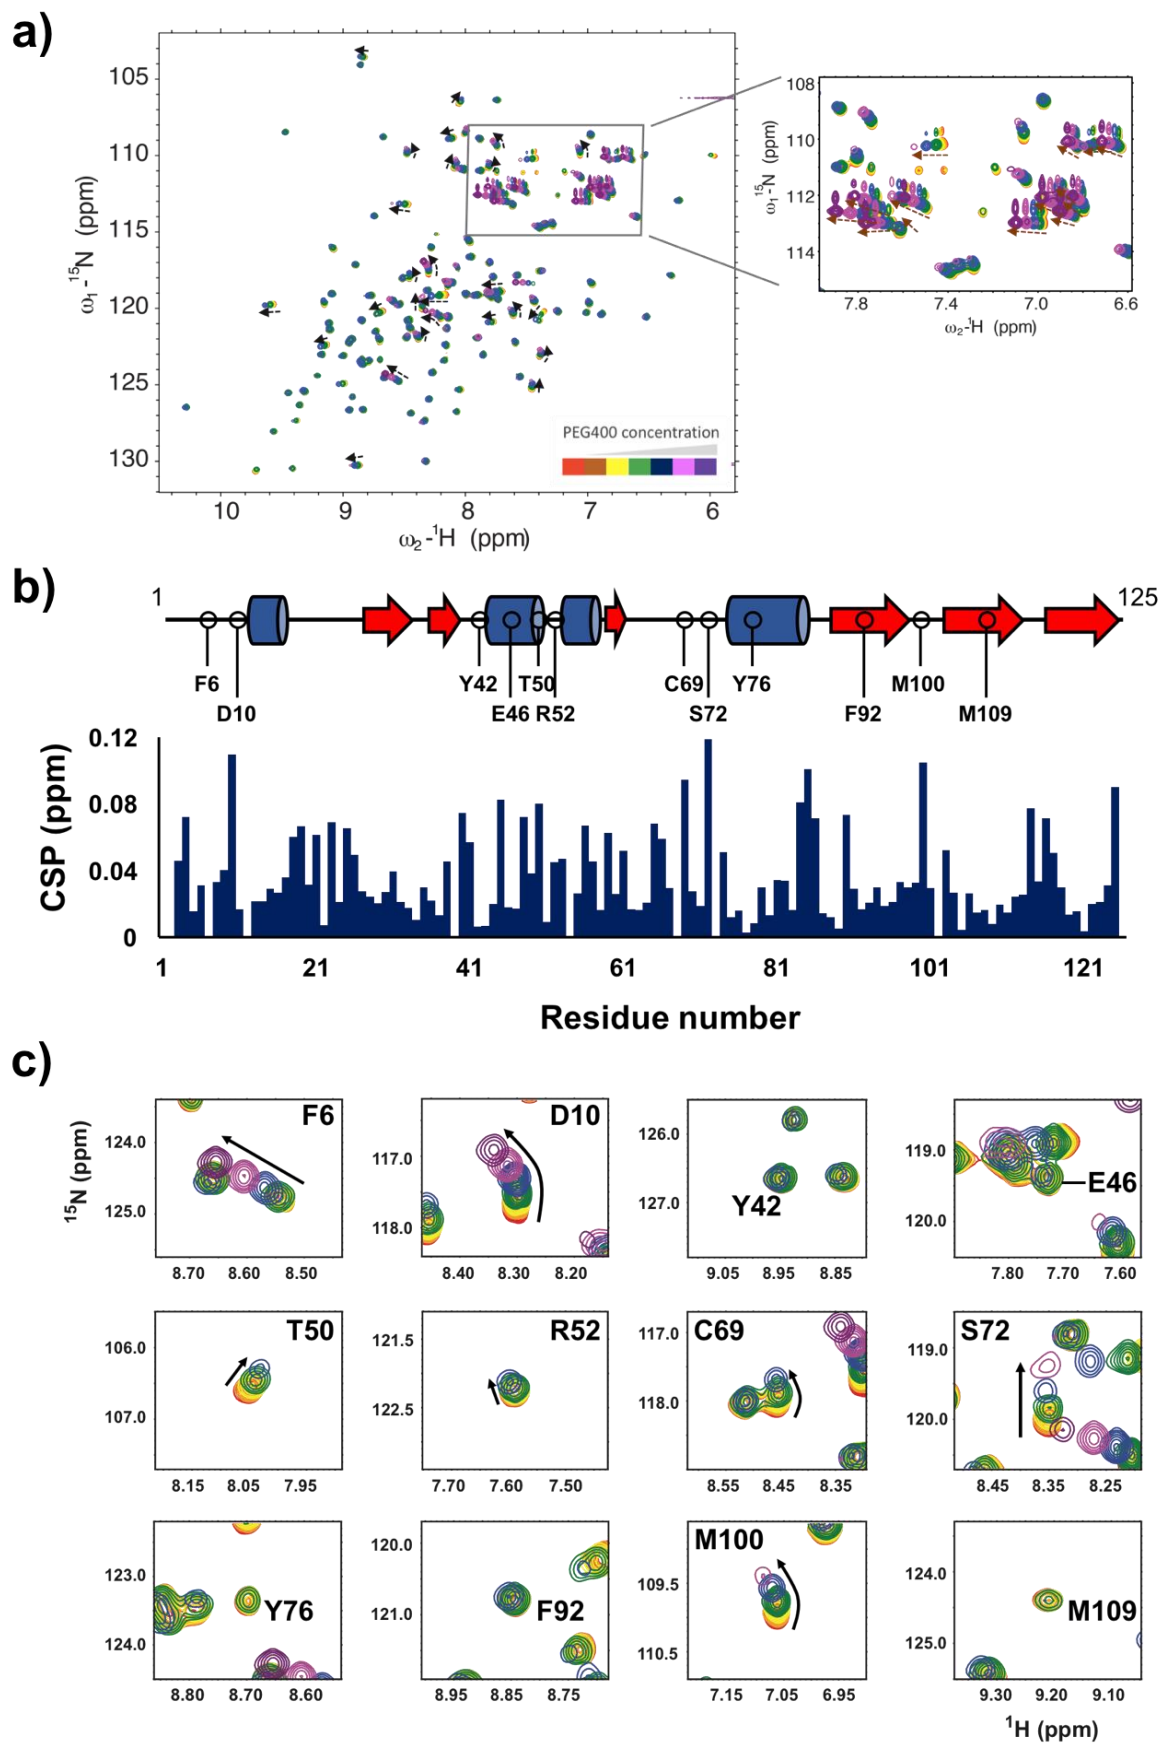 a)
105
110
115
120
125
130
ω1-15N (ppm)
10 9 8 7 6
ω2-1H (ppm)
PEG400 concentration
108
110
112
114
ω1-15N (ppm)
7.8 7.4 7.0 6.6
ω2-1H (ppm)
b)
1 125
F6 Y42 T50 C69 Y76 M100
D10 E46 R52 S72 F92 M109
0.12
0.08
0.04
0
CSP (ppm)
1 21 41 61 81 101 121
Residue number
c)
15N (ppm)
F6
124.0
125.0
8.70 8.60 8.50
D10
117.0
118.0
8.40 8.30 8.20
126.0
127.0
Y42
9.05 8.95 8.85
119.0
120.0
E46
7.80 7.70 7.60
T50
106.0
107.0
8.15 8.05 7.95
R52
121.5
122.5
7.70 7.60 7.50
C69
117.0
118.0
8.55 8.45 8.35
S72
119.0
120.0
8.45 8.35 8.25
123.0
124.0
Y76
8.80 8.70 8.60
120.0
121.0
F92
8.95 8.85 8.75
M100
109.5
110.5
7.15 7.05 6.95
124.0
125.0
M109
9.30 9.20 9.10
1H (ppm)